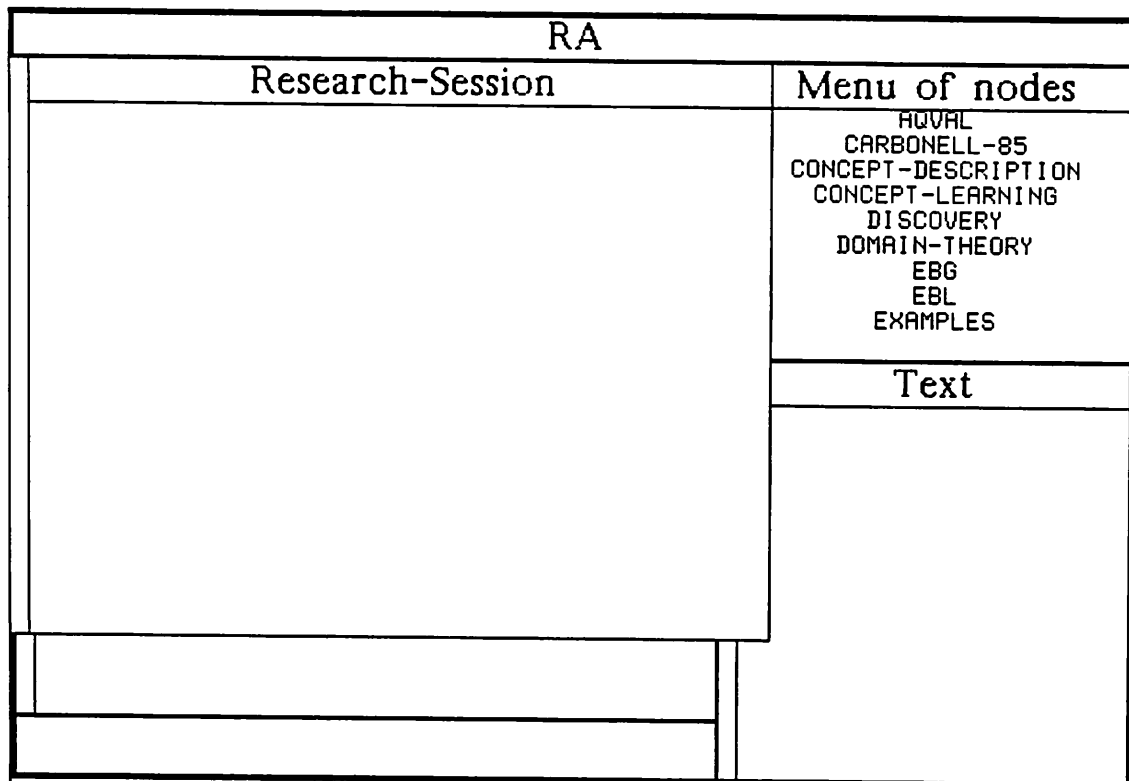 RA
Research-Session
Menu of nodes
AQVAL
CARBONELL-85
CONCEPT-DESCRIPTION
CONCEPT-LEARNING
DISCOVERY
DOMAIN-THEORY
EBG
EBL
EXAMPLES
Text